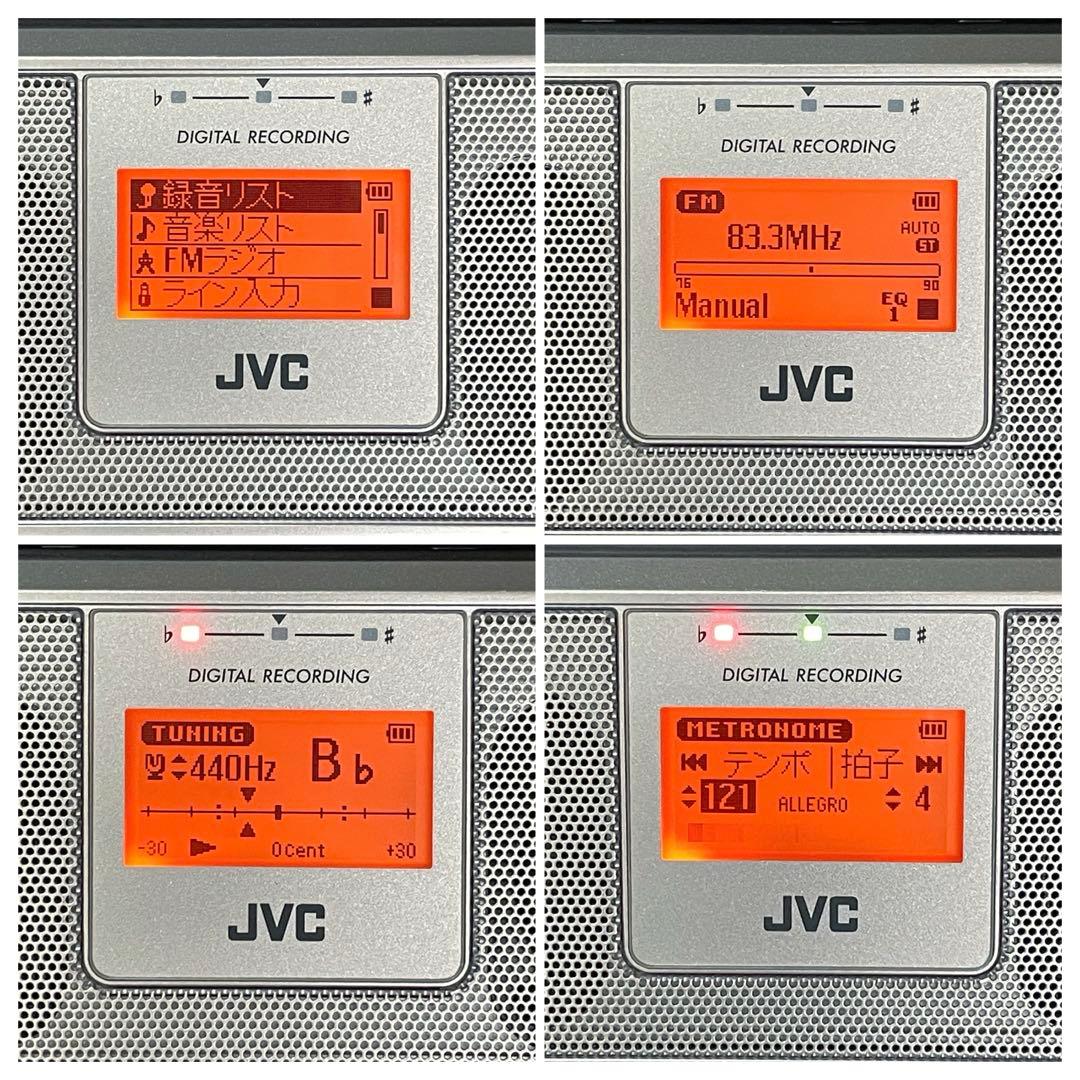 ♭ ♯
DIGITAL RECORDING
録音リスト
音楽リスト
FMラジオ
ライン入力
JVC
♭ ♯
DIGITAL RECORDING
FM
83.3MHz
AUTO
ST
76 90
Manual
EQ
1
JVC
♭ ♯
DIGITAL RECORDING
TUNING
440Hz B♭
-30 0Cent +30
JVC
♭ ♯
DIGITAL RECORDING
METRONOME
テンポ 拍子
121 ALLEGRO 4
JVC